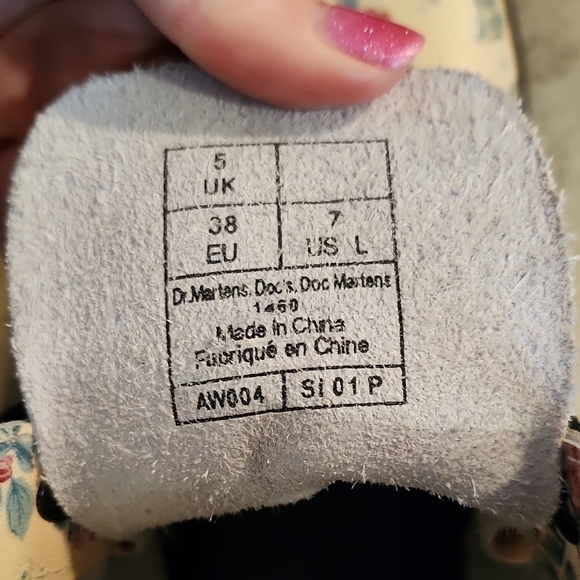 5
UK
38 7
EU US L
Dr.Martens, Doc's, Doc Martens
1460
Made in China
Fabriqué en Chine
AW004 SI 01 P